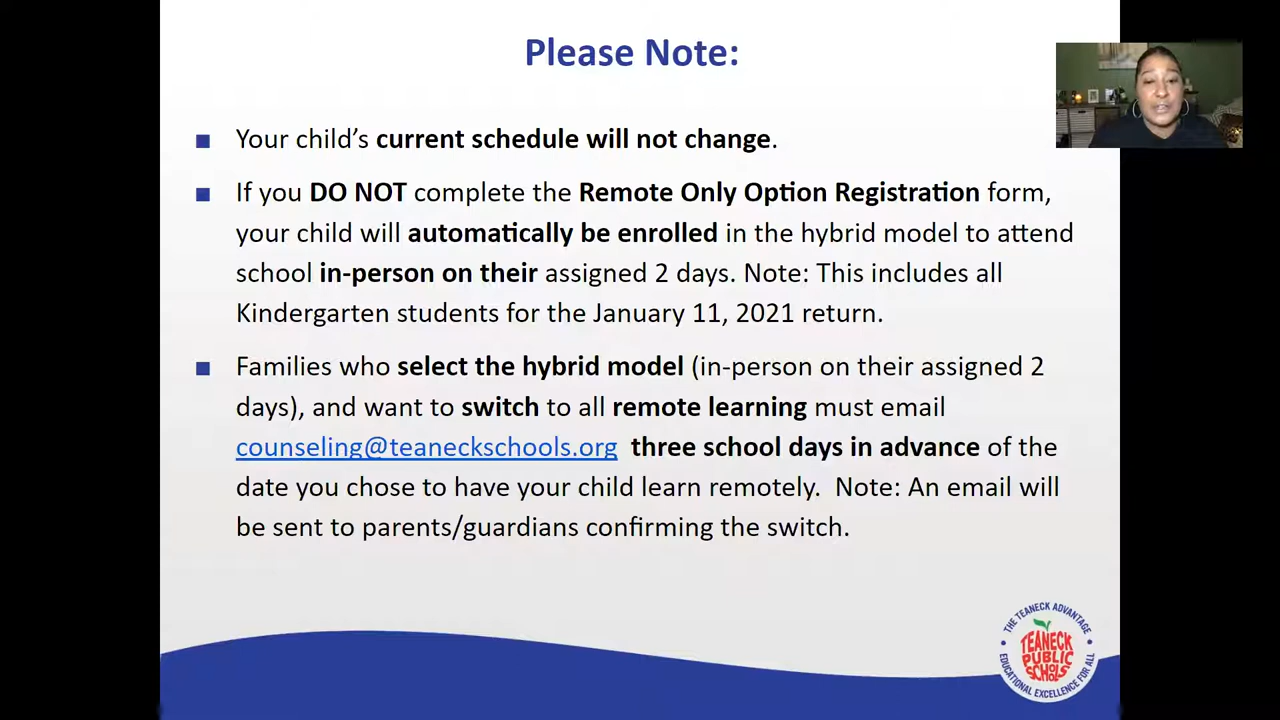 Please Note:
Your child's current schedule will not change.
If you DO NOT complete the Remote Only Option Registration form,
your child will automatically be enrolled in the hybrid model to attend
school in-person on their assigned 2 days. Note: This includes all
Kindergarten students for the January 11, 2021 return.
Families who select the hybrid model (in-person on their assigned 2
days), and want to switch to all remote learning must email
counseling@teaneckschools.org three school days in advance of the
date you chose to have your child learn remotely. Note: An email will
be sent to parents/guardians confirming the switch.
THE TEANECK ADVANTAGE
TEANECK
PUBLIC
SCHOOLS
EDUCATIONAL EXCELLENCE FOR ALL